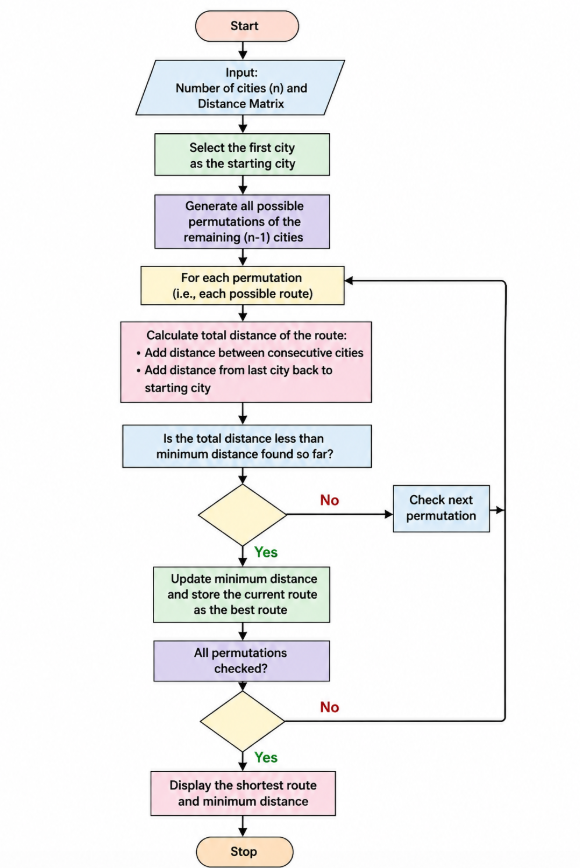 Start
Input:
Number of cities (n) and
Distance Matrix
Select the first city
as the starting city
Generate all possible
permutations of the
remaining (n-1) cities
For each permutation
(i.e., each possible route)
Calculate total distance of the route:
• Add distance between consecutive cities
• Add distance from last city back to
starting city
Is the total distance less than
minimum distance found so far?
No
Check next
permutation
Yes
Update minimum distance
and store the current route
as the best route
All permutations
checked?
No
Yes
Display the shortest route
and minimum distance
Stop